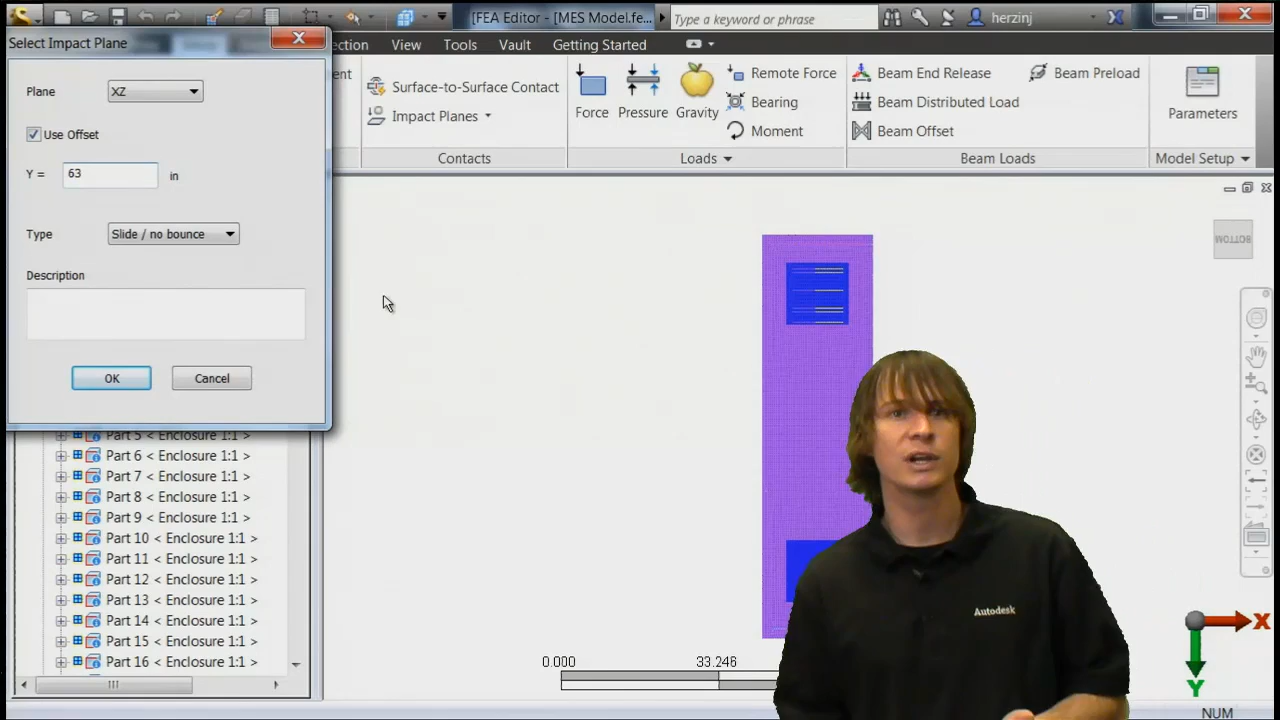 [FEA Editor - [MES Model.fe...
Type a keyword or phrase
herzinj
Select Impact Plane
View
Tools
Vault
Getting Started
Plane
XZ
Use Offset
Y =
63
in
Type
Slide / no bounce
Description
OK
Cancel
Surface-to-Surface Contact
Impact Planes
Contacts
Force
Pressure
Gravity
Remote Force
Bearing
Moment
Loads
Beam End Release
Beam Distributed Load
Beam Offset
Beam Preload
Beam Loads
Parameters
Model Setup
BOTTOM
Part 5 < Enclosure 1:1 >
Part 6 < Enclosure 1:1 >
Part 7 < Enclosure 1:1 >
Part 8 < Enclosure 1:1 >
Part 9 < Enclosure 1:1 >
Part 10 < Enclosure 1:1 >
Part 11 < Enclosure 1:1 >
Part 12 < Enclosure 1:1 >
Part 13 < Enclosure 1:1 >
Part 14 < Enclosure 1:1 >
Part 15 < Enclosure 1:1 >
Part 16 < Enclosure 1:1 >
0.000
33.246
Autodesk
X
Y
NUM